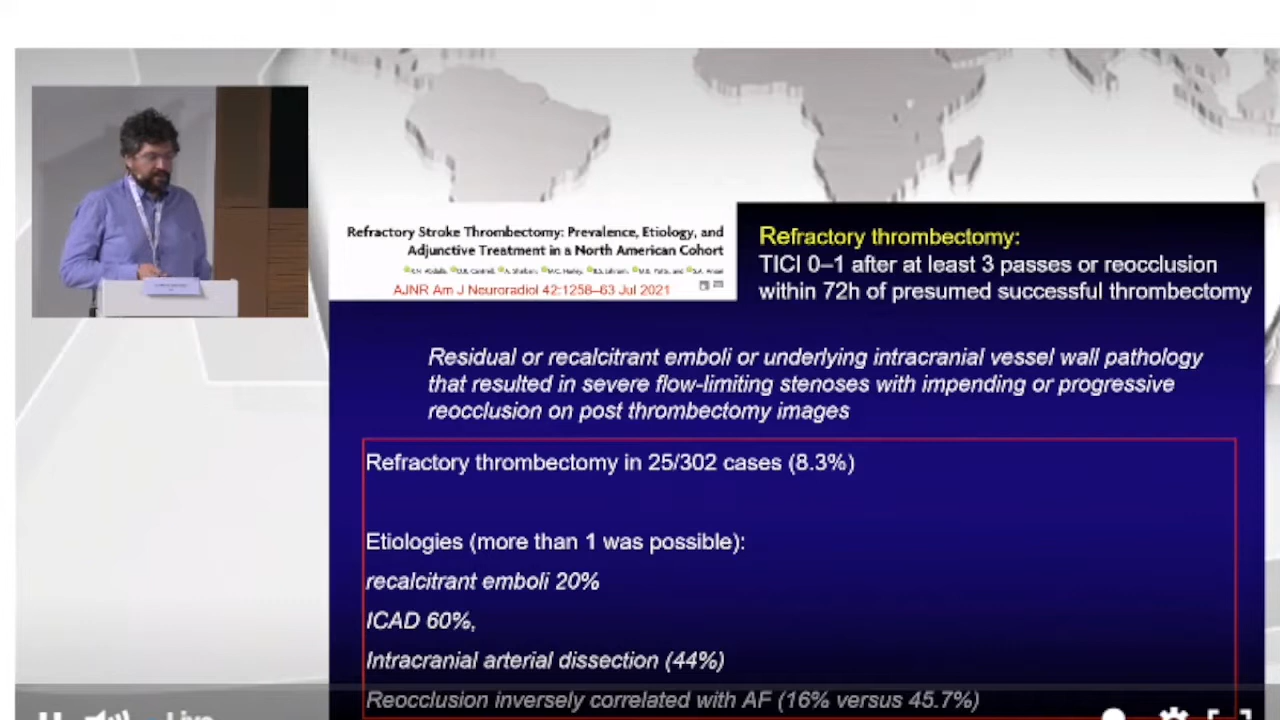 Refractory Stroke Thrombectomy: Prevalence, Etiology, and
Adjunctive Treatment in a North American Cohort
AJNR Am J Neuroradiol 42:1258–63 Jul 2021
Refractory thrombectomy:
TICI 0–1 after at least 3 passes or reocclusion
within 72h of presumed successful thrombectomy
Residual or recalcitrant emboli or underlying intracranial vessel wall pathology
that resulted in severe flow-limiting stenoses with impending or progressive
reocclusion on post thrombectomy images
Refractory thrombectomy in 25/302 cases (8.3%)
Etiologies (more than 1 was possible):
recalcitrant emboli 20%
ICAD 60%,
Intracranial arterial dissection (44%)
Reocclusion inversely correlated with AF (16% versus 45.7%)
Live